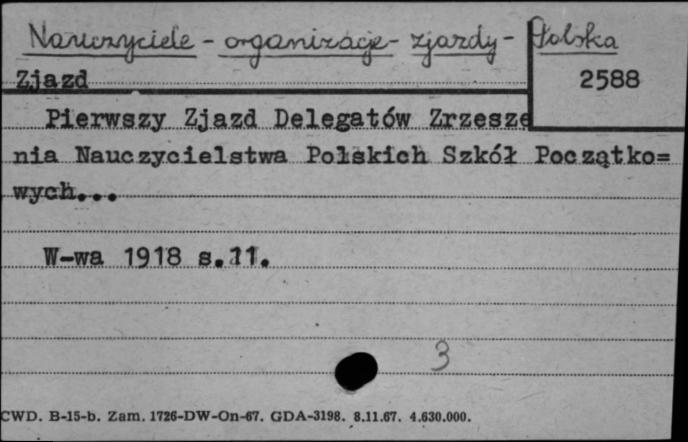 Nauczyciele - organizacje - zjazdy - Polska
Zjazd
2588
Pierwszy Zjazd Delegatów Zrzesze
nia Nauczycielstwa Polskich Szkół Początko=
wych...
W-wa 1918 s.11.
3
CWD. B-15-b. Zam. 1726-DW-On-67. GDA-3198. 8.11.67. 4.630.000.